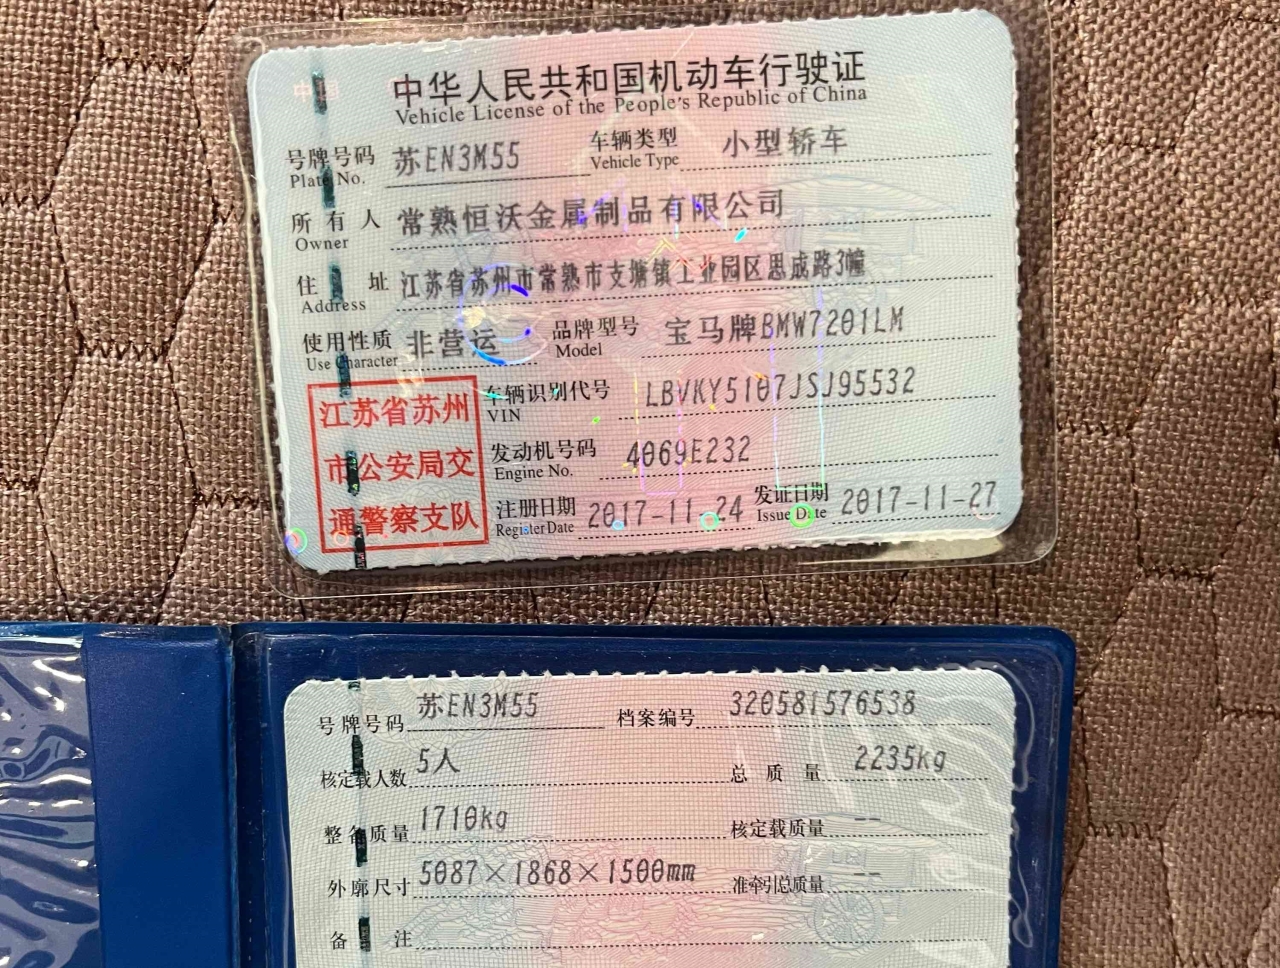 中华人民共和国机动车行驶证
Vehicle License of the People's Republic of China
号牌号码 苏EN3M55 车辆类型 小型轿车
Plate No. Vehicle Type
所有人 常熟恒沃金属制品有限公司
Owner
住址 江苏省苏州市常熟市支塘镇工业园区思成路3幢
Address
使用性质 非营运 品牌型号 宝马牌BMW7201LM
Use Character Model
江苏省苏州
市公安局交
通警察支队
车辆识别代号 LBVKY5107JSJ95532
VIN
发动机号码 4069E232
Engine No.
注册日期 2017-11-24 发证日期 2017-11-27
Register Date Issue Date
号牌号码 苏EN3M55 档案编号 320581576538
核定载人数 5人 总质量 2235kg
整备质量 1710kg 核定载质量 --
外廓尺寸 5087×1868×1500mm 准牵引总质量 --
备注